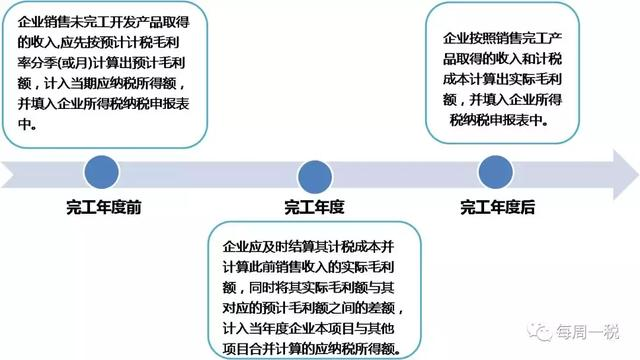 企业销售未完工开发产品取得
的收入,应先按预计计税毛利
率分季(或月)计算出预计毛利
额，计入当期应纳税所得额，
并填入企业所得税纳税申报表
中。
企业按照销售完工产
品取得的收入和计税
成本计算出实际毛利
额，并填入企业所得
税纳税申报表中。
完工年度前
完工年度
完工年度后
企业应及时结算其计税成本并
计算此前销售收入的实际毛利
额，同时将其实际毛利额与其
对应的预计毛利额之间的差额，
计入当年度企业本项目与其他
项目合并计算的应纳税所得额。
每周一税